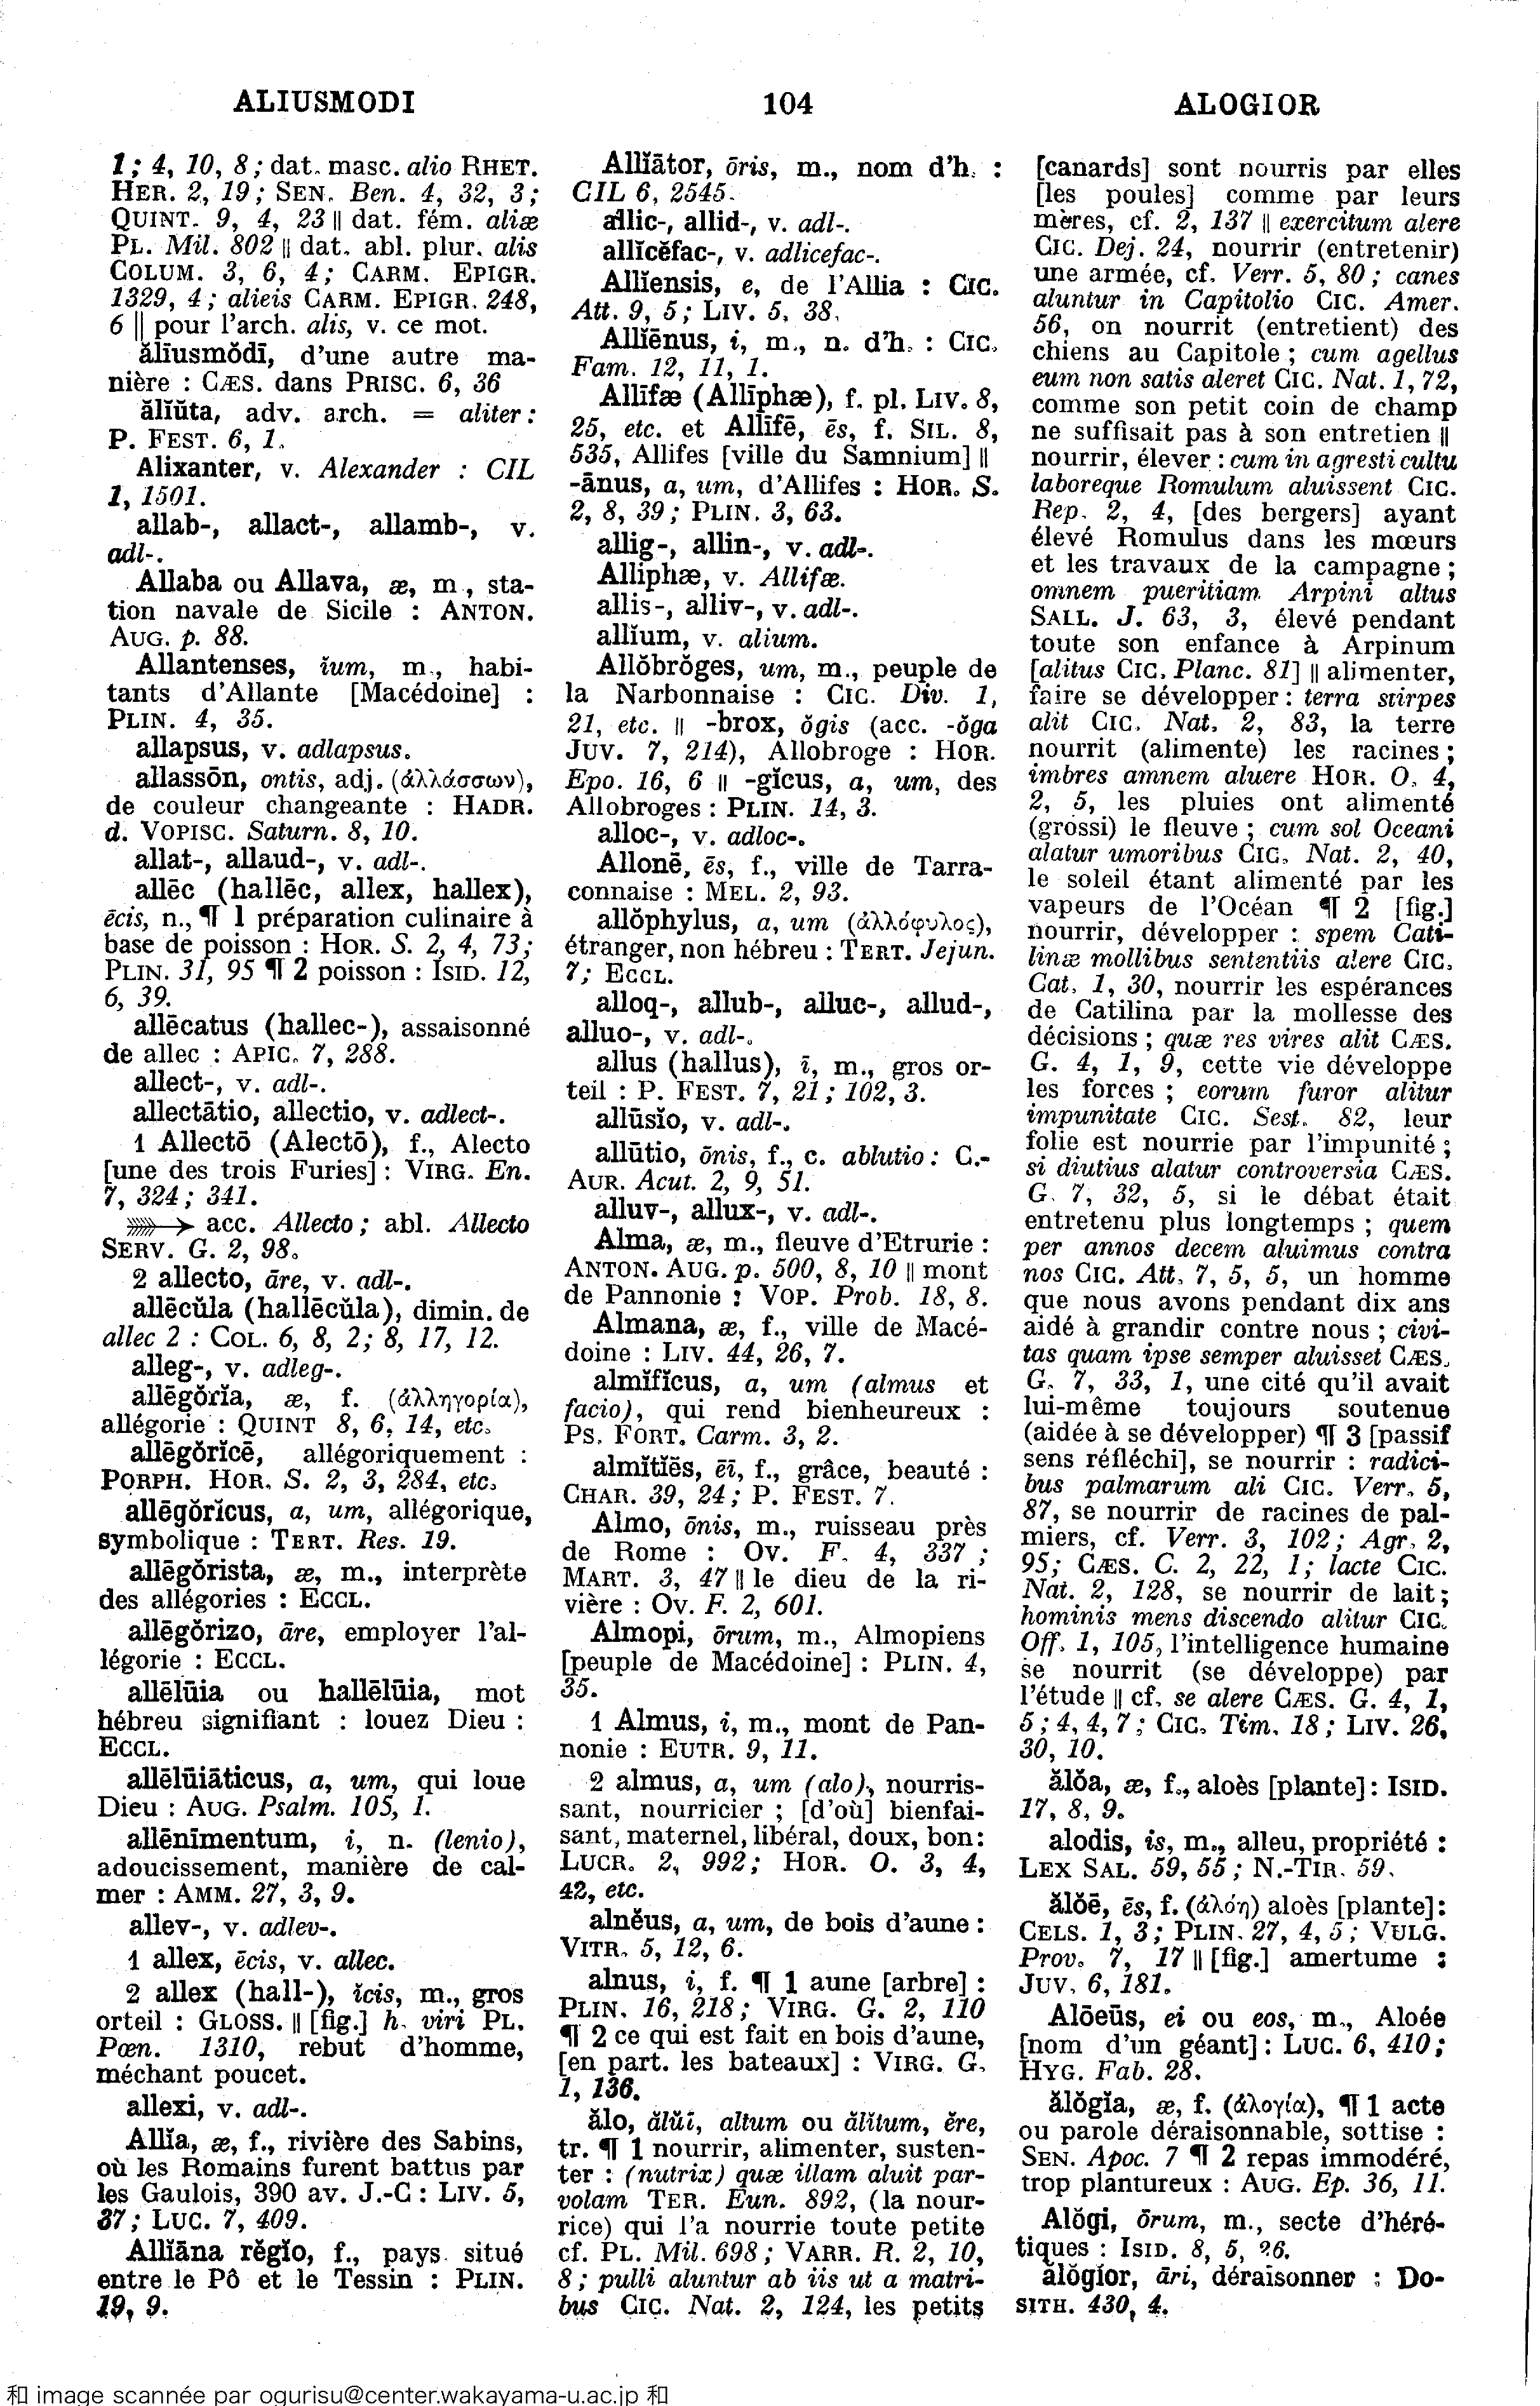 ALIUSMODI 104 ALOGIOR
1; 4, 10, 8; dat. masc. alio RHET.
HER. 2, 19; SEN. Ben. 4, 32, 3;
QUINT. 9, 4, 23 || dat. fém. aliæ
PL. Mil. 802 || dat. abl. plur. alis
COLUM. 3, 6, 4; CARM. EPIGR.
1329, 4; alieis CARM. EPIGR. 248,
6 || pour l'arch. alis, v. ce mot.
ălĭusmŏdī, d'une autre ma-
nière : CÆS. dans PRISC. 6, 36
ălĭŭta, adv. arch. = aliter :
P. FEST. 6, 1.
Alixanter, v. Alexander : CIL
1, 1501.
allab-, allact-, allamb-, v.
adl-.
Allaba ou Allava, æ, m., sta-
tion navale de Sicile : ANTON.
AUG. p. 88.
Allantenses, ĭum, m., habi-
tants d'Allante [Macédoine] :
PLIN. 4, 35.
allapsus, v. adlapsus.
allassōn, ontis, adj. (ἀλλάσσων),
de couleur changeante : HADR.
d. VOPISC. Saturn. 8, 10.
allat-, allaud-, v. adl-.
allēc (hallēc, allex, hallex),
ēcis, n., ¶ 1 préparation culinaire à
base de poisson : HOR. S. 2, 4, 73;
PLIN. 31, 95 ¶ 2 poisson : ISID. 12,
6, 39.
allēcatus (hallec-), assaisonné
de allec : APIC. 7, 288.
allect-, v. adl-.
allectātio, allectio, v. adlect-.
1 Allectō (Alectō), f., Alecto
[une des trois Furies] : VIRG. En.
7, 324; 341.
⟶ acc. Allecto; abl. Allecto
SERV. G. 2, 98.
2 allecto, āre, v. adl-.
allēcŭla (hallēcŭla), dimin. de
allec 2 : COL. 6, 8, 2; 8, 17, 12.
alleg-, v. adleg-.
allēgŏrĭa, æ, f. (ἀλληγορία),
allégorie : QUINT 8, 6, 14, etc.
allēgŏrĭcē, allégoriquement :
PORPH. HOR. S. 2, 3, 284, etc.
allēgŏrĭcus, a, um, allégorique,
symbolique : TERT. Res. 19.
allēgŏrista, æ, m., interprète
des allégories : ECCL.
allēgŏrizo, āre, employer l'al-
légorie : ECCL.
allēlūia ou hallēlūia, mot
hébreu signifiant : louez Dieu :
ECCL.
allēlūiāticus, a, um, qui loue
Dieu : AUG. Psalm. 105, 1.
allēnīmentum, i, n. (lenio),
adoucissement, manière de cal-
mer : AMM. 27, 3, 9.
allev-, v. adlev-.
1 allex, ēcis, v. allec.
2 allex (hall-), ĭcis, m., gros
orteil : GLOSS. || [fig.] h. viri PL.
Pœn. 1310, rebut d'homme,
méchant poucet.
allexi, v. adl-.
Allĭa, æ, f., rivière des Sabins,
où les Romains furent battus par
les Gaulois, 390 av. J.-C : LIV. 5,
37; LUC. 7, 409.
Allĭāna rĕgĭo, f., pays situé
entre le Pô et le Tessin : PLIN.
19, 9.
Allĭātor, ōris, m., nom d'h. :
CIL 6, 2545.
allic-, allid-, v. adl-.
allĭcĕfac-, v. adlicefac-.
Allĭensis, e, de l'Allia : CIC.
Att. 9, 5; LIV. 5, 38.
Allĭēnus, i, m., n. d'h. : CIC.
Fam. 12, 11, 1.
Allīfæ (Allīphæ), f. pl. LIV. 8,
25, etc. et Allīfē, ēs, f. SIL. 8,
535, Allifes [ville du Samnium] ||
-ānus, a, um, d'Allifes : HOR. S.
2, 8, 39; PLIN. 3, 63.
allig-, allin-, v. adl-.
Alliphæ, v. Allifæ.
allis-, alliv-, v. adl-.
allĭum, v. alium.
Allŏbrŏges, um, m., peuple de
la Narbonnaise : CIC. Div. 1,
21, etc. || -brox, ŏgis (acc. -ŏga
JUV. 7, 214), Allobroge : HOR.
Epo. 16, 6 || -gĭcus, a, um, des
Allobroges : PLIN. 14, 3.
alloc-, v. adloc-.
Allonē, ēs, f., ville de Tarra-
connaise : MEL. 2, 93.
allŏphylus, a, um (ἀλλόφυλος),
étranger, non hébreu : TERT. Jejun.
7; ECCL.
alloq-, allub-, alluc-, allud-,
alluo-, v. adl-.
allus (hallus), ī, m., gros or-
teil : P. FEST. 7, 21; 102, 3.
allūsĭo, v. adl-.
allūtio, ōnis, f., c. ablutio : C.-
AUR. Acut. 2, 9, 51.
alluv-, allux-, v. adl-.
Alma, æ, m., fleuve d'Etrurie :
ANTON. AUG. p. 500, 8, 10 || mont
de Pannonie : VOP. Prob. 18, 8.
Almana, æ, f., ville de Macé-
doine : LIV. 44, 26, 7.
almĭfĭcus, a, um (almus et
facio), qui rend bienheureux :
PS. FORT. Carm. 3, 2.
almĭtĭēs, ēī, f., grâce, beauté :
CHAR. 39, 24; P. FEST. 7.
Almo, ōnis, m., ruisseau près
de Rome : OV. F. 4, 337 ;
MART. 3, 47 || le dieu de la ri-
vière : OV. F. 2, 601.
Almopi, ōrum, m., Almopiens
[peuple de Macédoine] : PLIN. 4,
35.
1 Almus, i, m., mont de Pan-
nonie : EUTR. 9, 11.
2 almus, a, um (alo), nourris-
sant, nourricier ; [d'où] bienfai-
sant, maternel, libéral, doux, bon :
LUCR. 2, 992; HOR. O. 3, 4,
42, etc.
alnĕus, a, um, de bois d'aune :
VITR. 5, 12, 6.
alnus, i, f. ¶ 1 aune [arbre] :
PLIN. 16, 218; VIRG. G. 2, 110
¶ 2 ce qui est fait en bois d'aune,
[en part. les bateaux] : VIRG. G.
1, 136.
ălo, ălŭī, altum ou ălĭtum, ĕre,
tr. ¶ 1 nourrir, alimenter, susten-
ter : (nutrix) quæ illam aluit par-
volam TER. Eun. 892, (la nour-
rice) qui l'a nourrie toute petite
cf. PL. Mil. 698; VARR. R. 2, 10,
8; pulli aluntur ab iis ut a matri-
bus CIC. Nat. 2, 124, les petits
[canards] sont nourris par elles
[les poules] comme par leurs
mères, cf. 2, 137 || exercitum alere
CIC. Dej. 24, nourrir (entretenir)
une armée, cf. Verr. 5, 80; canes
aluntur in Capitolio CIC. Amer.
56, on nourrit (entretient) des
chiens au Capitole; cum agellus
eum non satis aleret CIC. Nat. 1, 72,
comme son petit coin de champ
ne suffisait pas à son entretien ||
nourrir, élever : cum in agresti cultu
laboreque Romulum aluissent CIC.
Rep. 2, 4, [des bergers] ayant
élevé Romulus dans les mœurs
et les travaux de la campagne;
omnem pueritiam Arpini altus
SALL. J. 63, 3, élevé pendant
toute son enfance à Arpinum
[alitus CIC. Planc. 81] || alimenter,
faire se développer : terra stirpes
alit CIC. Nat. 2, 83, la terre
nourrit (alimente) les racines;
imbres amnem aluere HOR. O. 4,
2, 5, les pluies ont alimenté
(grossi) le fleuve; cum sol Oceani
alatur umoribus CIC. Nat. 2, 40,
le soleil étant alimenté par les
vapeurs de l'Océan ¶ 2 [fig.]
nourrir, développer : spem Cati-
linæ mollibus sententiis alere CIC.
Cat. 1, 30, nourrir les espérances
de Catilina par la mollesse des
décisions; quæ res vires alit CÆS.
G. 4, 1, 9, cette vie développe
les forces; eorum furor alitur
impunitate CIC. Sest. 82, leur
folie est nourrie par l'impunité;
si diutius alatur controversia CÆS.
G. 7, 32, 5, si le débat était
entretenu plus longtemps; quem
per annos decem aluimus contra
nos CIC. Att. 7, 5, 5, un homme
que nous avons pendant dix ans
aidé à grandir contre nous; civi-
tas quam ipse semper aluisset CÆS.
G. 7, 33, 1, une cité qu'il avait
lui-même toujours soutenue
(aidée à se développer) ¶ 3 [passif
sens réfléchi], se nourrir : radici-
bus palmarum ali CIC. Verr. 5,
87, se nourrir de racines de pal-
miers, cf. Verr. 3, 102; Agr. 2,
95; CÆS. C. 2, 22, 1; lacte CIC.
Nat. 2, 128, se nourrir de lait;
hominis mens discendo alitur CIC.
Off. 1, 105, l'intelligence humaine
se nourrit (se développe) par
l'étude || cf. se alere CÆS. G. 4, 1,
5; 4, 4, 7; CIC. Tim. 18; LIV. 26,
30, 10.
ălŏa, æ, f., aloès [plante] : ISID.
17, 8, 9.
alodis, is, m., alleu, propriété :
LEX SAL. 59, 55; N.-TIR. 59.
ălŏē, ēs, f. (ἀλόη) aloès [plante] :
CELS. 1, 3; PLIN. 27, 4, 5; VULG.
Prov. 7, 17 || [fig.] amertume :
JUV. 6, 181.
Alōeūs, ei ou eos, m., Aloée
[nom d'un géant] : LUC. 6, 410;
HYG. Fab. 28.
ălŏgĭa, æ, f. (ἀλογία), ¶ 1 acte
ou parole déraisonnable, sottise :
SEN. Apoc. 7 ¶ 2 repas immodéré,
trop plantureux : AUG. Ep. 36, 11.
Alŏgi, ōrum, m., secte d'héré-
tiques : ISID. 8, 5, 26.
ălŏgĭor, āri, déraisonner : DO-
SITH. 430, 4.
和 image scannée par ogurisu@center.wakayama-u.ac.jp 和